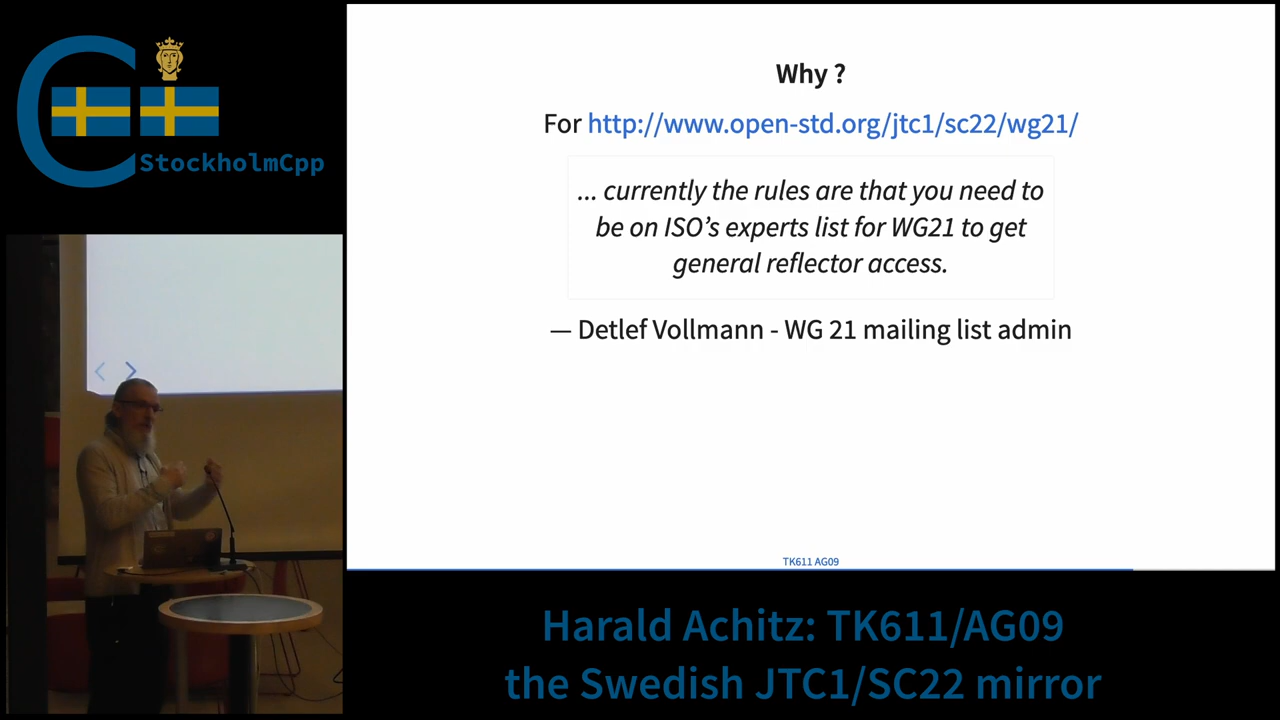 StockholmCpp
Why ?
For http://www.open-std.org/jtc1/sc22/wg21/
... currently the rules are that you need to
be on ISO's experts list for WG21 to get
general reflector access.
— Detlef Vollmann - WG 21 mailing list admin
TK611 AG09
Harald Achitz: TK611/AG09
the Swedish JTC1/SC22 mirror